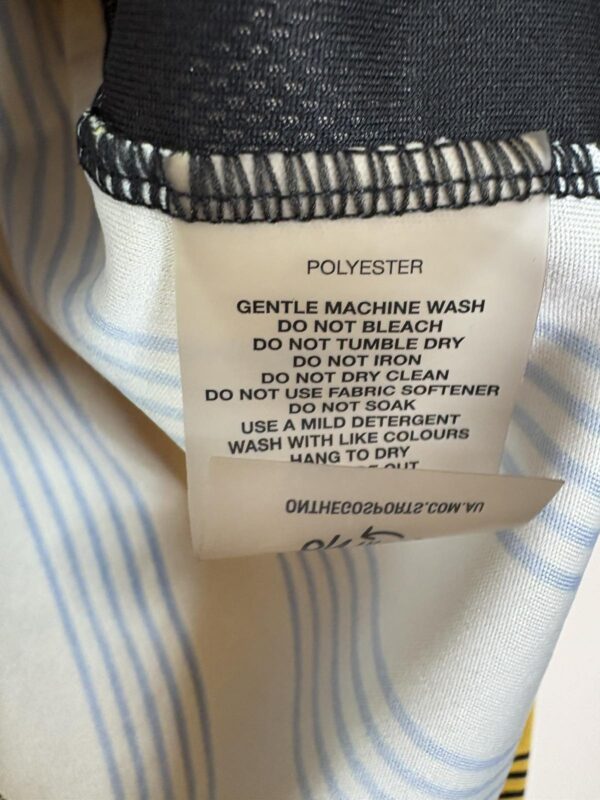 POLYESTER
GENTLE MACHINE WASH
DO NOT BLEACH
DO NOT TUMBLE DRY
DO NOT IRON
DO NOT DRY CLEAN
DO NOT USE FABRIC SOFTENER
DO NOT SOAK
USE A MILD DETERGENT
WASH WITH LIKE COLOURS
HANG TO DRY
OUT
ONTHEGOSPORTS.COM.AU